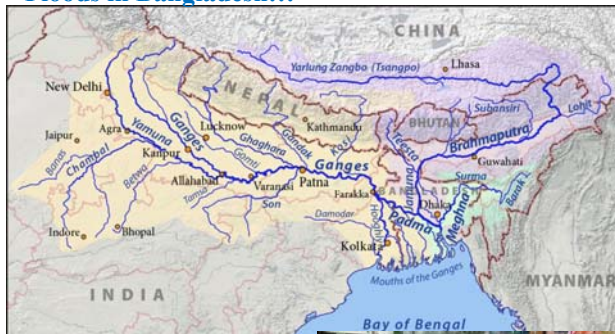 Floods in Bangladesh…
CHINA
Yarlung Zangbo (Tsangpo)
Lhasa
New Delhi
NEPAL
BHUTAN
Subansiri
Lohit
Jaipur
Agra
Yamuna
Ganges
Lucknow
Ghaghara
Gandak
Kathmandu
Kosi
Teesta
Brahmaputra
Guwahati
Banas
Chambal
Kanpur
Gomti
Ganges
Jamuna
Surma
Barak
Betwa
Allahabad
Varanasi
Patna
Farakka
BANGLADESH
Dhaka
Tamsa
Son
Damodar
Hooghly
Padma
Meghna
Indore
Bhopal
Kolkata
Mouths of the Ganges
MYANMAR
INDIA
Bay of Bengal